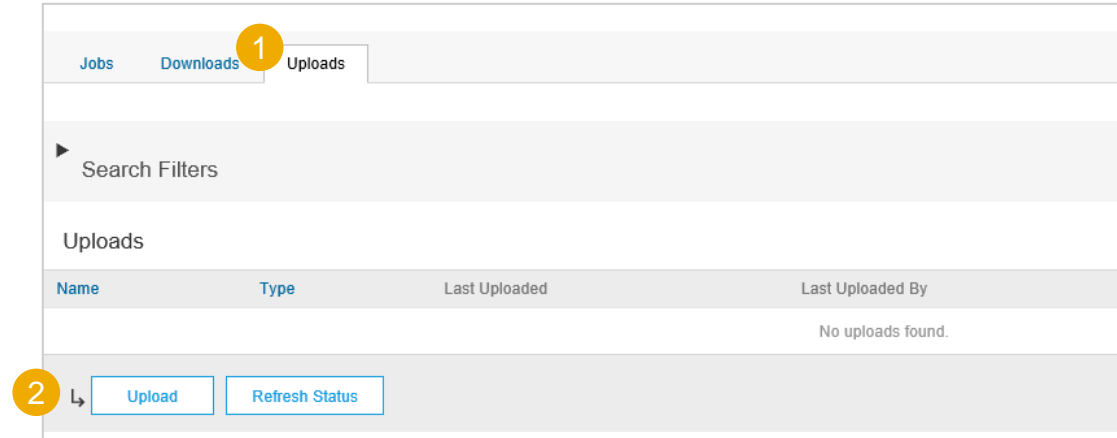 1
Jobs Downloads Uploads
Search Filters
Uploads
Name Type Last Uploaded Last Uploaded By
No uploads found.
2 Upload Refresh Status